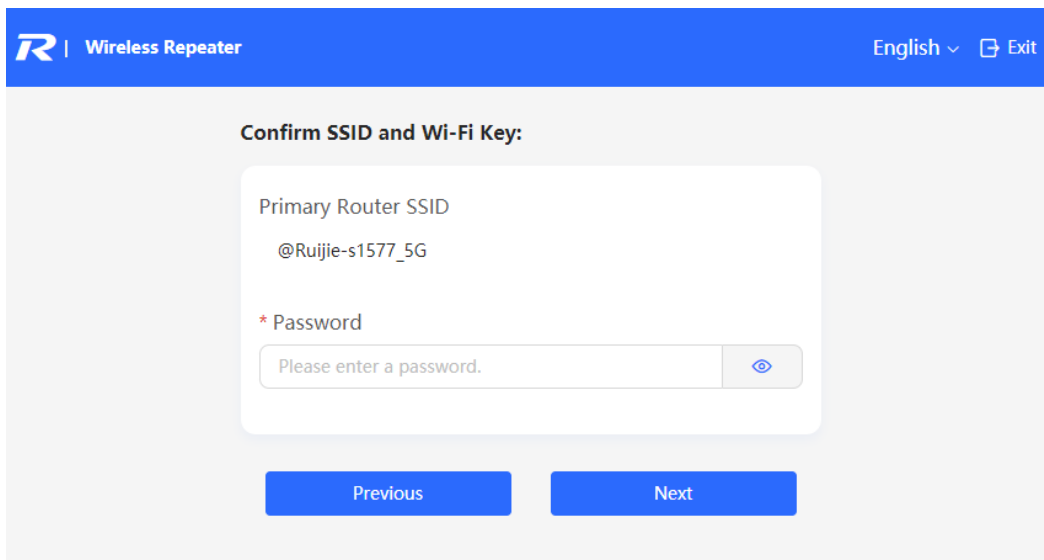 R | Wireless Repeater English Exit
Confirm SSID and Wi-Fi Key:
Primary Router SSID
@Ruijie-s1577_5G
* Password
Please enter a password.
Previous Next